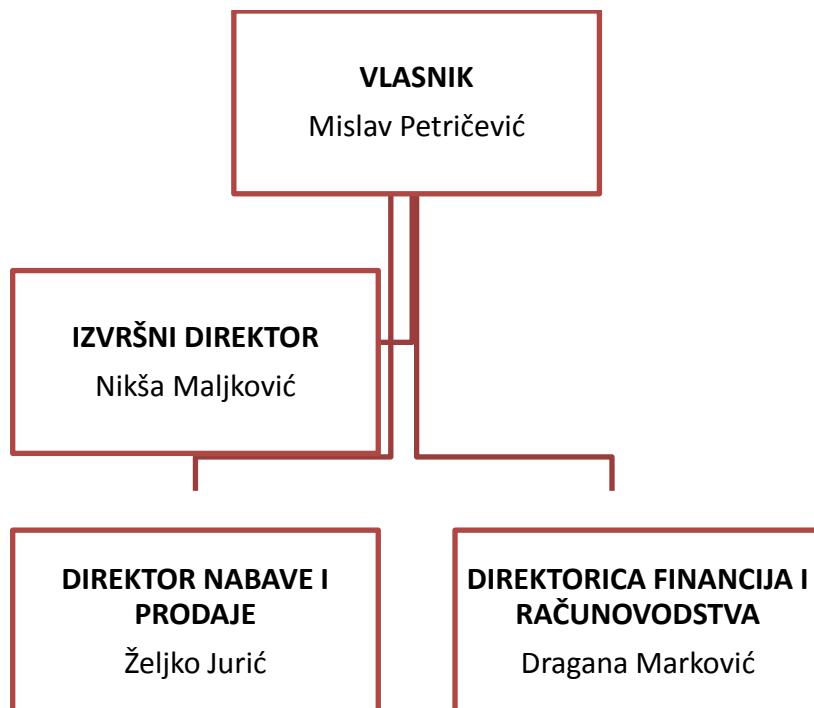 VLASNIK
Mislav Petričević
IZVRŠNI DIREKTOR
Nikša Maljković
DIREKTOR NABAVE I
PRODAJE
Željko Jurić
DIREKTORICA FINANCIJA I
RAČUNOVODSTVA
Dragana Marković